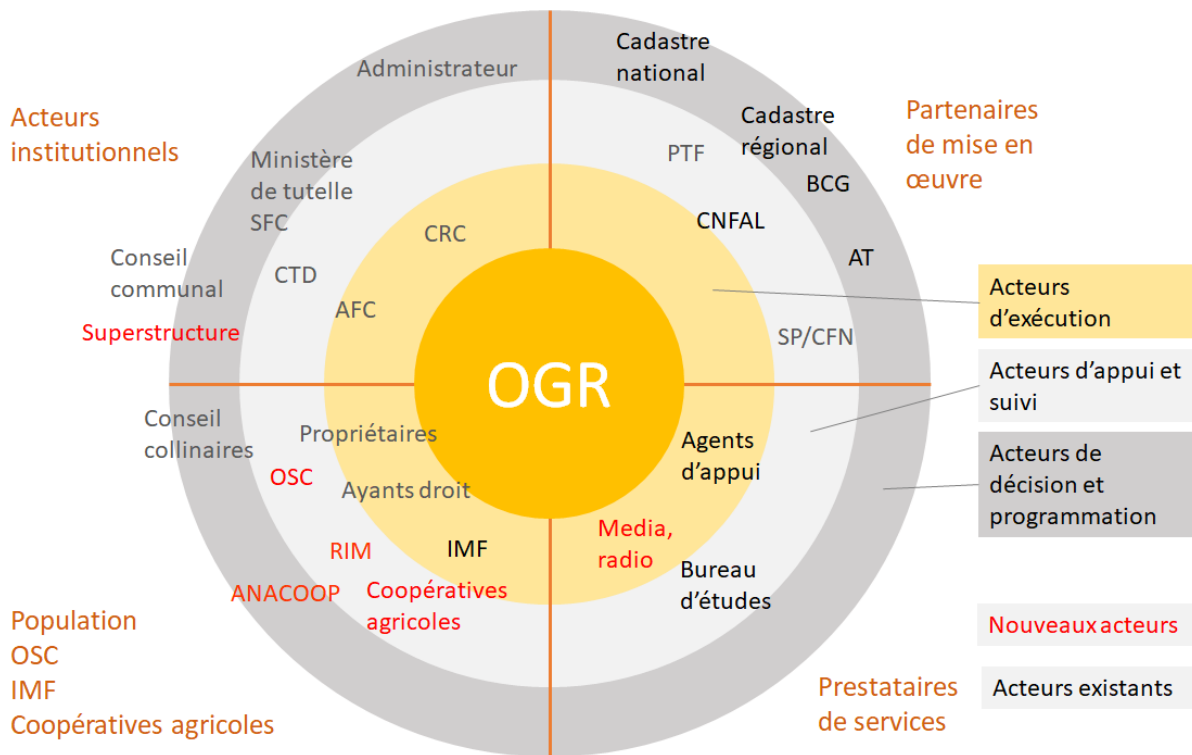 Acteurs
institutionnels
Administrateur
Ministère
de tutelle
SFC
CRC
Conseil
communal
CTD
AFC
Superstructure
Cadastre
national
Cadastre
régional
PTF
BCG
CNFAL
AT
SP/CFN
Partenaires
de mise en
œuvre
OGR
Acteurs
d’exécution
Acteurs d’appui et
suivi
Acteurs de
décision et
programmation
Conseil
collinaires
Propriétaires
OSC
Ayants droit
RIM
IMF
ANACOOP
Coopératives
agricoles
Agents
d’appui
Media,
radio
Bureau
d’études
Population
OSC
IMF
Coopératives agricoles
Prestataires
de services
Nouveaux acteurs
Acteurs existants